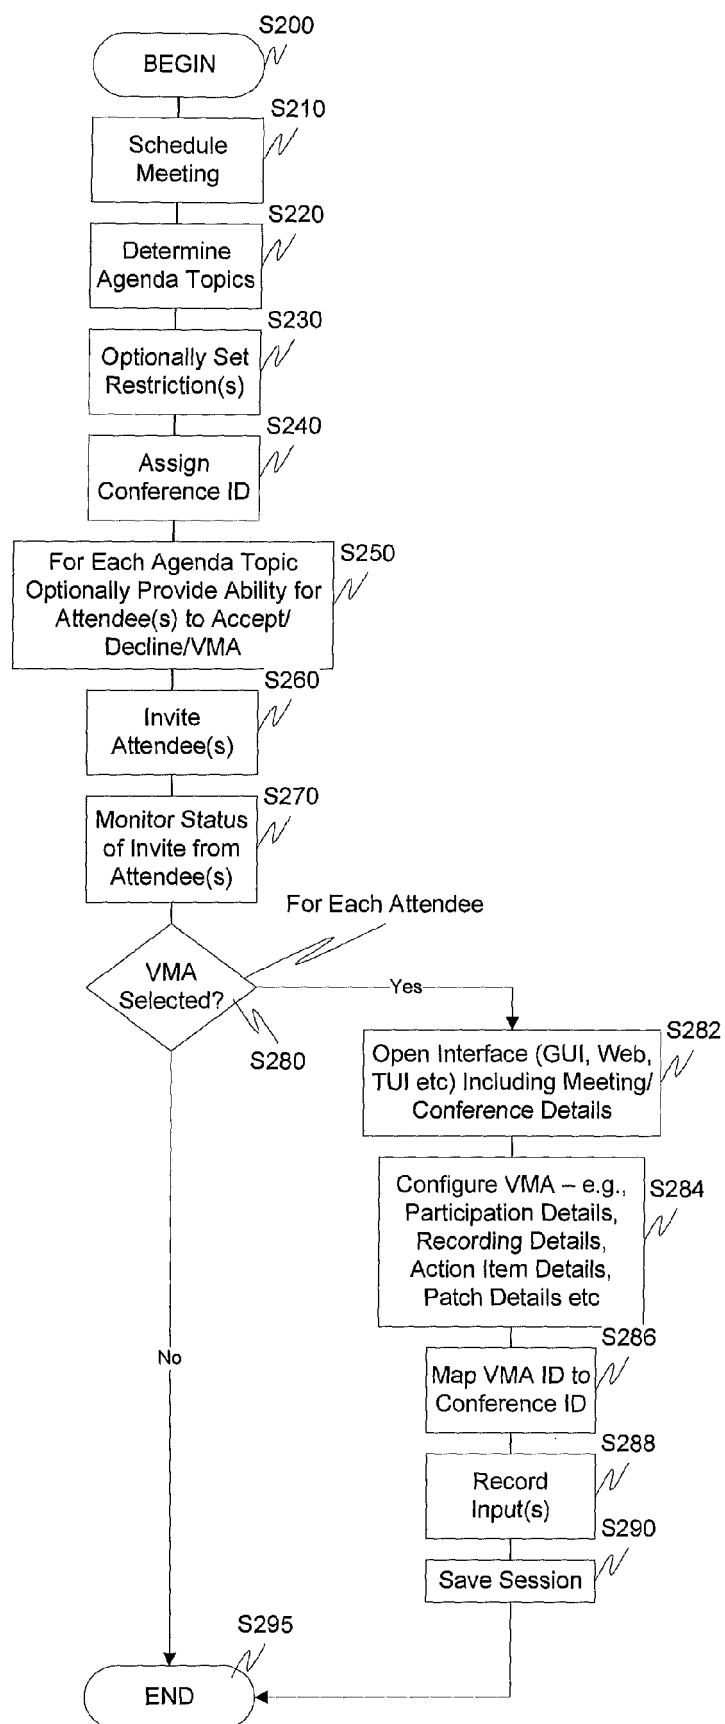 S200
BEGIN
S210
Schedule
Meeting
S220
Determine
Agenda Topics
S230
Optionally Set
Restriction(s)
S240
Assign
Conference ID
S250
For Each Agenda Topic
Optionally Provide Ability for
Attendee(s) to Accept/
Decline/VMA
S260
Invite
Attendee(s)
S270
Monitor Status
of Invite from
Attendee(s)
For Each Attendee
VMA
Selected?
Yes
S280
S282
Open Interface (GUI, Web,
TUI etc) Including Meeting/
Conference Details
S284
Configure VMA – e.g.,
Participation Details,
Recording Details,
Action Item Details,
Patch Details etc
No
S286
Map VMA ID to
Conference ID
S288
Record
Input(s)
S290
Save Session
S295
END